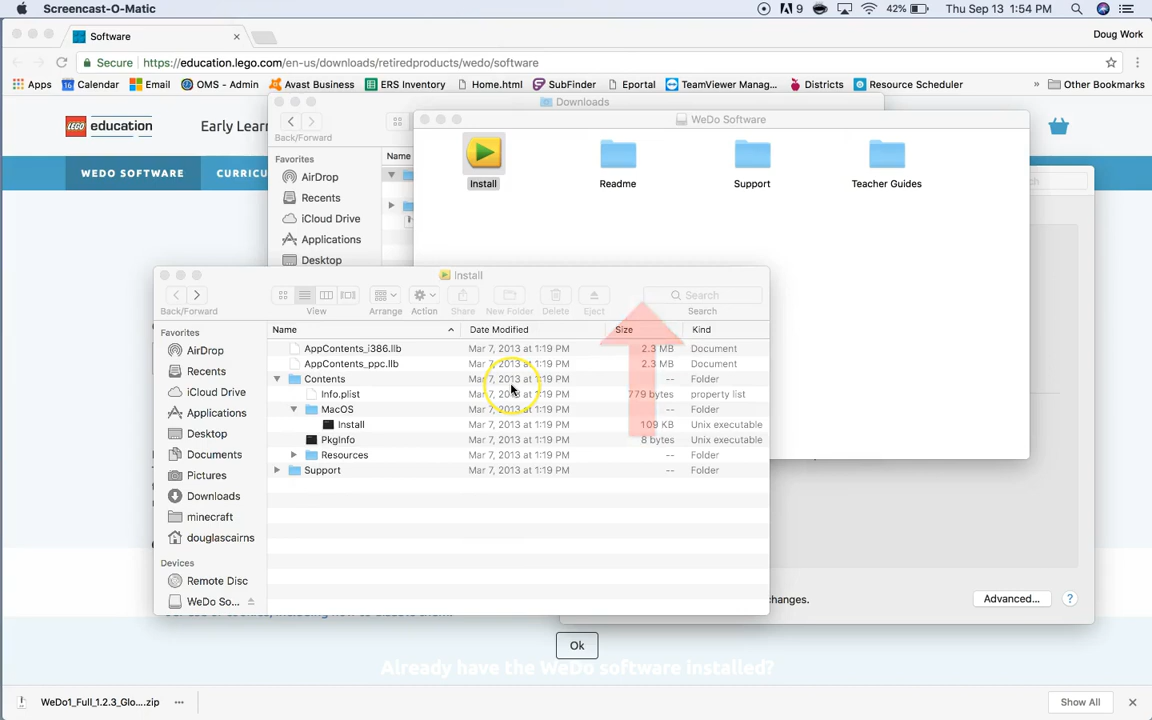 Screencast-O-Matic
9
42%
Thu Sep 13 1:54 PM
Software
Doug Work
Secure
https://education.lego.com/en-us/downloads/retiredproducts/wedo/software
Apps
Calendar
Email
OMS - Admin
Avast Business
ERS Inventory
Home.html
SubFinder
Eportal
TeamViewer Manag...
Districts
Resource Scheduler
»
Other Bookmarks
LEGO education
Early Lear
WEDO SOFTWARE
CURRICU
Downloads
Back/Forward
Name
Favorites
AirDrop
Recents
iCloud Drive
Applications
Desktop
WeDo Software
Install
Readme
Support
Teacher Guides
Install
Back/Forward
View
Arrange
Action
Share
New Folder
Delete
Eject
Search
Search
Favorites
AirDrop
Recents
iCloud Drive
Applications
Desktop
Documents
Pictures
Downloads
minecraft
douglascairns
Devices
Remote Disc
WeDo So...
Name Date Modified Size Kind
AppContents_i386.llb Mar 7, 2013 at 1:19 PM 2.3 MB Document
AppContents_ppc.llb Mar 7, 2013 at 1:19 PM 2.3 MB Document
Contents Mar 7, 2013 at 1:19 PM -- Folder
Info.plist Mar 7, 2013 at 1:19 PM 779 bytes property list
MacOS Mar 7, 2013 at 1:19 PM -- Folder
Install Mar 7, 2013 at 1:19 PM 109 KB Unix executable
PkgInfo Mar 7, 2013 at 1:19 PM 8 bytes Unix executable
Resources Mar 7, 2013 at 1:19 PM -- Folder
Support Mar 7, 2013 at 1:19 PM -- Folder
changes.
Advanced...
?
Ok
Already have the WeDo software installed?
WeDo1_Full_1.2.3_Glo....zip
Show All